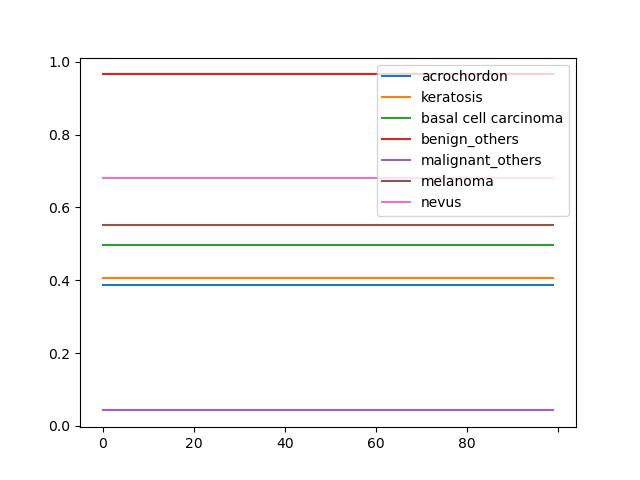 1.0
0.8
0.6
0.4
0.2
0.0
0 20 40 60 80
acrochordon
keratosis
basal cell carcinoma
benign_others
malignant_others
melanoma
nevus